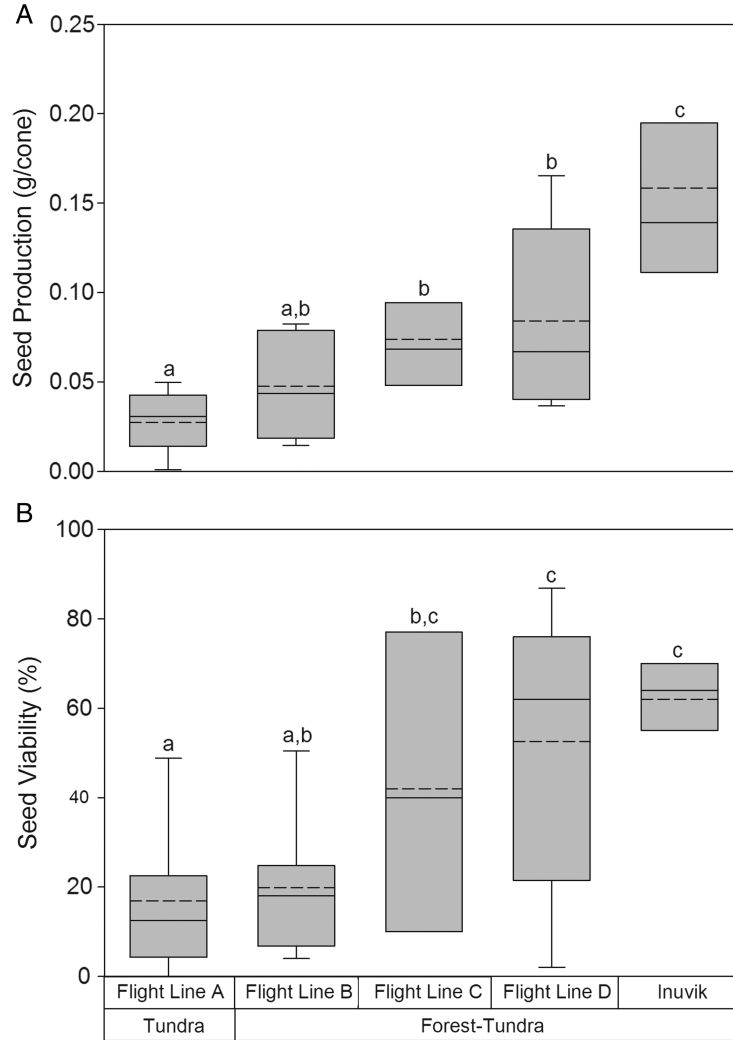 A
0.25
0.20
0.15
0.10
0.05
0.00
Seed Production (g/cone)
a
a,b
b
b
c
B
100
80
60
40
20
0
Seed Viability (%)
a
a,b
b,c
c
c
Flight Line A Flight Line B Flight Line C Flight Line D Inuvik
Tundra Forest-Tundra